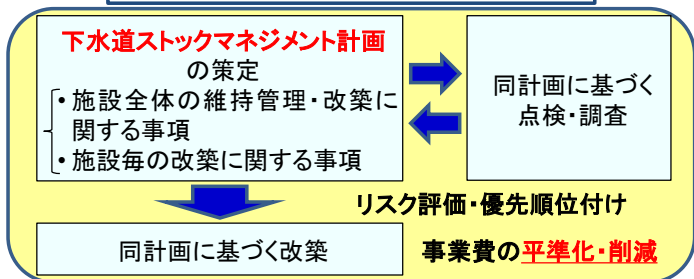 下水道ストックマネジメント計画
の策定
・施設全体の維持管理・改築に
関する事項
・施設毎の改築に関する事項
同計画に基づく
点検・調査
リスク評価・優先順位付け
同計画に基づく改築
事業費の平準化・削減